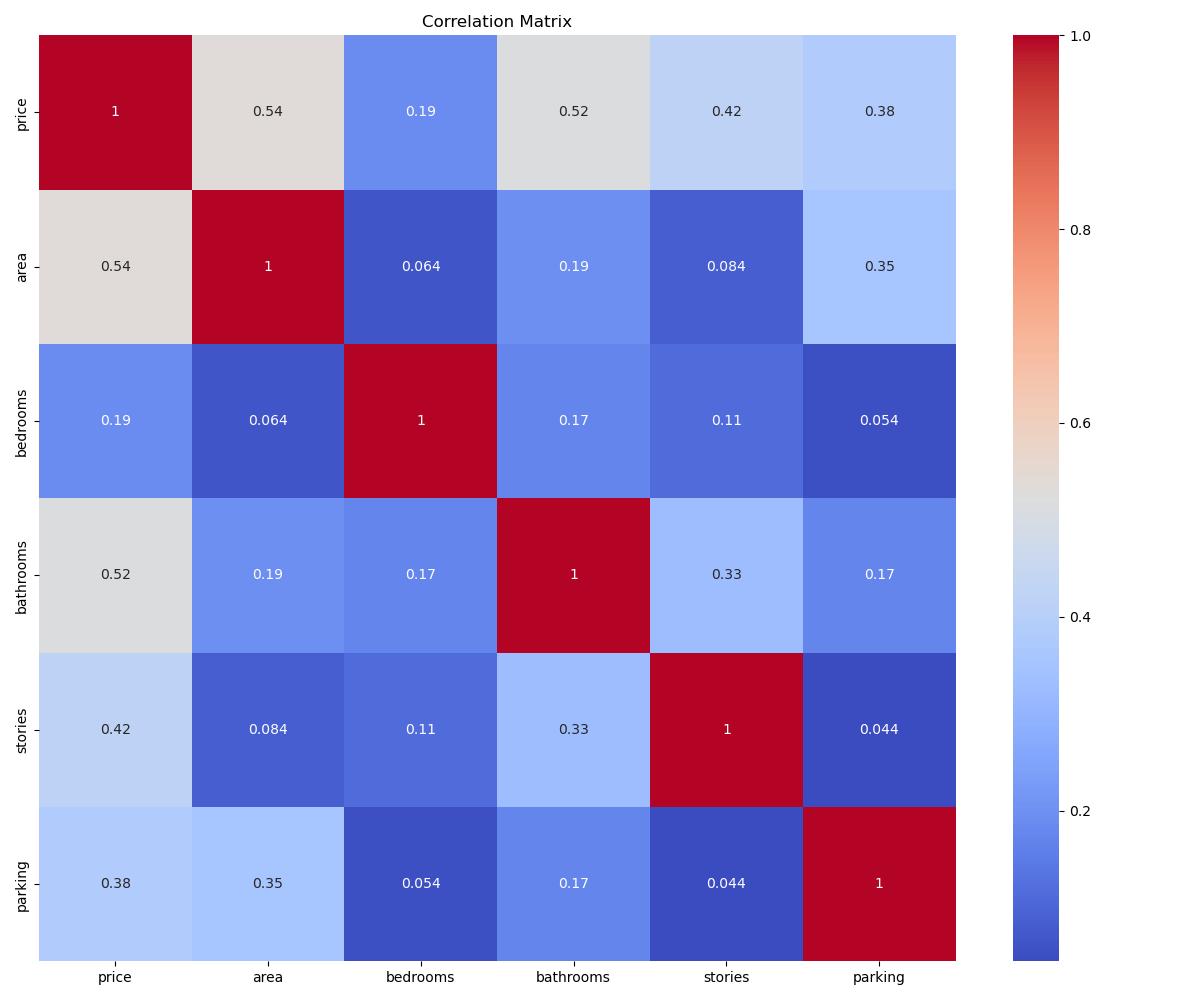 Correlation Matrix
price 1 0.54 0.19 0.52 0.42 0.38
area 0.54 1 0.064 0.19 0.084 0.35
bedrooms 0.19 0.064 1 0.17 0.11 0.054
bathrooms 0.52 0.19 0.17 1 0.33 0.17
stories 0.42 0.084 0.11 0.33 1 0.044
parking 0.38 0.35 0.054 0.17 0.044 1
price area bedrooms bathrooms stories parking
1.0
0.8
0.6
0.4
0.2